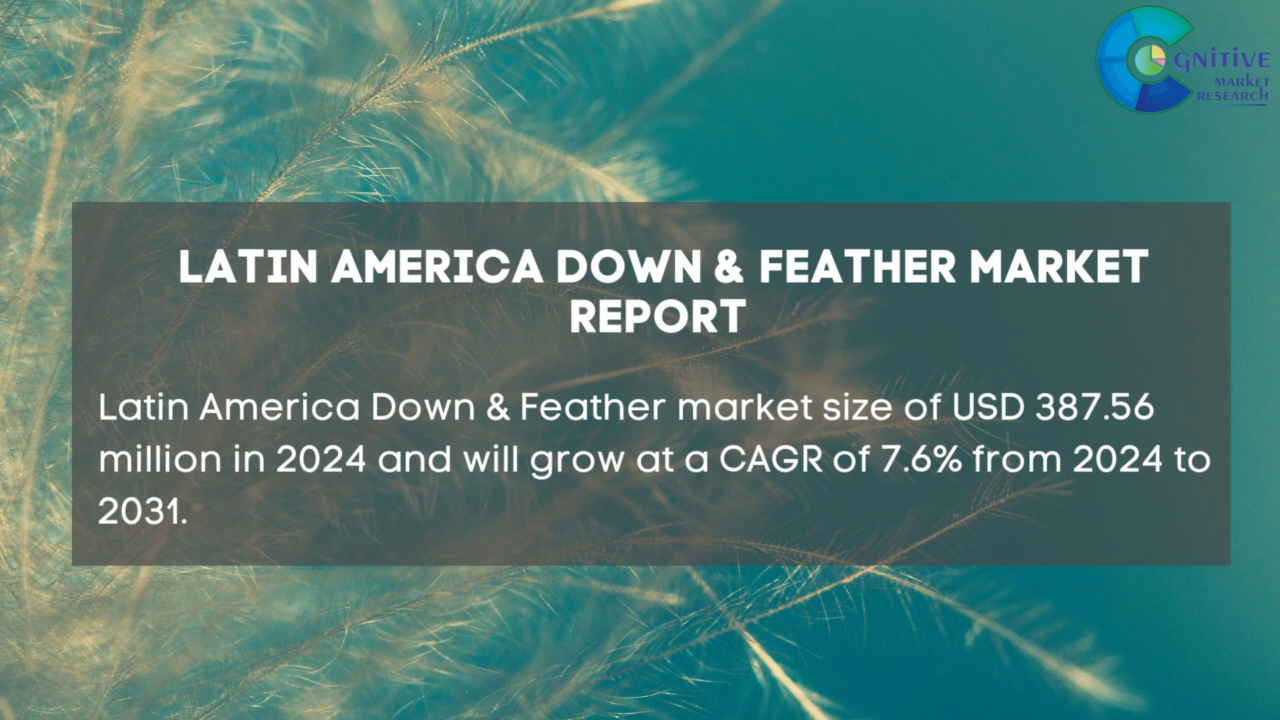 GNITIVE
MARKET
RESEARCH
LATIN AMERICA DOWN & FEATHER MARKET
REPORT
Latin America Down & Feather market size of USD 387.56
million in 2024 and will grow at a CAGR of 7.6% from 2024 to
2031.